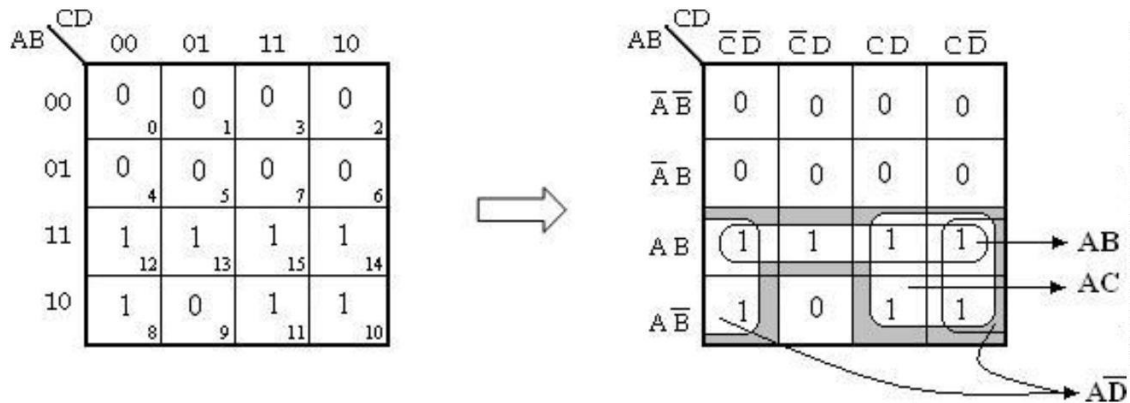 CD
AB 00 01 11 10
00 0 0 0 0
0 1 3 2
01 0 0 0 0
4 5 7 6
11 1 1 1 1
12 13 15 14
10 1 0 1 1
8 9 11 10
CD
AB C̅D̅ C̅D CD CD̅
A̅B̅ 0 0 0 0
A̅B 0 0 0 0
AB 1 1 1 1 AB
AC
AB̅ 1 0 1 1
AD̅